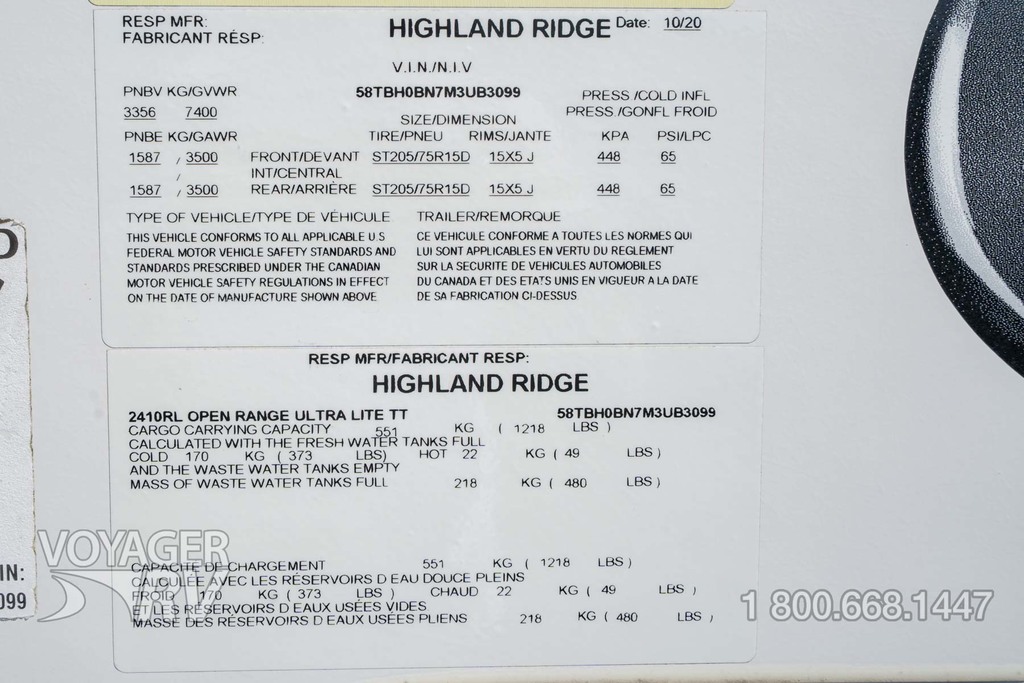 RESP MFR: HIGHLAND RIDGE Date: 10/20
FABRICANT RÉSP:
V.I.N./N.I.V
PNBV KG/GVWR 58TBH0BN7M3UB3099 PRESS /COLD INFL
3356 7400 SIZE/DIMENSION PRESS /GONFL FROID
PNBE KG/GAWR TIRE/PNEU RIMS/JANTE KPA PSI/LPC
1587 / 3500 FRONT/DEVANT ST205/75R15D 15X5 J 448 65
/ INT/CENTRAL
1587 / 3500 REAR/ARRIÈRE ST205/75R15D 15X5 J 448 65
TYPE OF VEHICLE/TYPE DE VÉHICULE TRAILER/REMORQUE
THIS VEHICLE CONFORMS TO ALL APPLICABLE U.S CE VEHICULE CONFORME A TOUTES LES NORMES QUI
FEDERAL MOTOR VEHICLE SAFETY STANDARDS AND LUI SONT APPLICABLES EN VERTU DU REGLEMENT
STANDARDS PRESCRIBED UNDER THE CANADIAN SUR LA SECURITE DE VEHICULES AUTOMOBILES
MOTOR VEHICLE SAFETY REGULATIONS IN EFFECT DU CANADA ET DES ETATS UNIS EN VIGUEUR A LA DATE
ON THE DATE OF MANUFACTURE SHOWN ABOVE DE SA FABRICATION CI-DESSUS
RESP MFR/FABRICANT RESP:
HIGHLAND RIDGE
2410RL OPEN RANGE ULTRA LITE TT 58TBH0BN7M3UB3099
CARGO CARRYING CAPACITY 551 KG ( 1218 LBS )
CALCULATED WITH THE FRESH WATER TANKS FULL
COLD 170 KG ( 373 LBS) HOT 22 KG ( 49 LBS )
AND THE WASTE WATER TANKS EMPTY
MASS OF WASTE WATER TANKS FULL 218 KG ( 480 LBS )
CAPACITE DE CHARGEMENT 551 KG ( 1218 LBS )
CALCULÉE AVEC LES RÉSERVOIRS D EAU DOUCE PLEINS
FROID 170 KG ( 373 LBS ) CHAUD 22 KG ( 49 LBS )
ET LES RÉSERVOIRS D EAUX USÉES VIDES
MASSE DES RÉSERVOIRS D EAUX USÉES PLIENS 218 KG ( 480 LBS )
VOYAGER
RV
1 800.668.1447
D
IN:
099